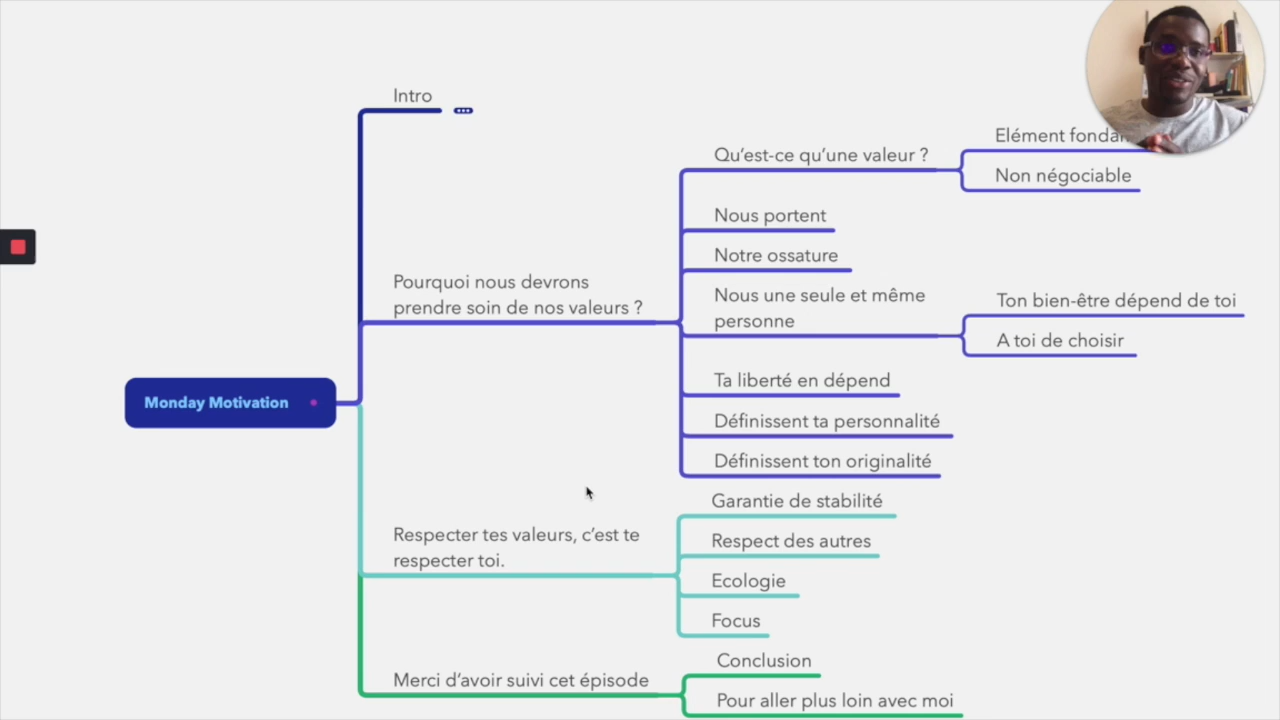 Intro
Qu'est-ce qu'une valeur ?
Elément
Non négociable
Nous portent
Notre ossature
Pourquoi nous devrons
prendre soin de nos valeurs ?
Nous une seule et même
personne
Ton bien-être dépend de toi
A toi de choisir
Ta liberté en dépend
Définissent ta personnalité
Définissent ton originalité
Monday Motivation
Respecter tes valeurs, c'est te
respecter toi.
Garantie de stabilité
Respect des autres
Ecologie
Focus
Merci d'avoir suivi cet épisode
Conclusion
Pour aller plus loin avec moi